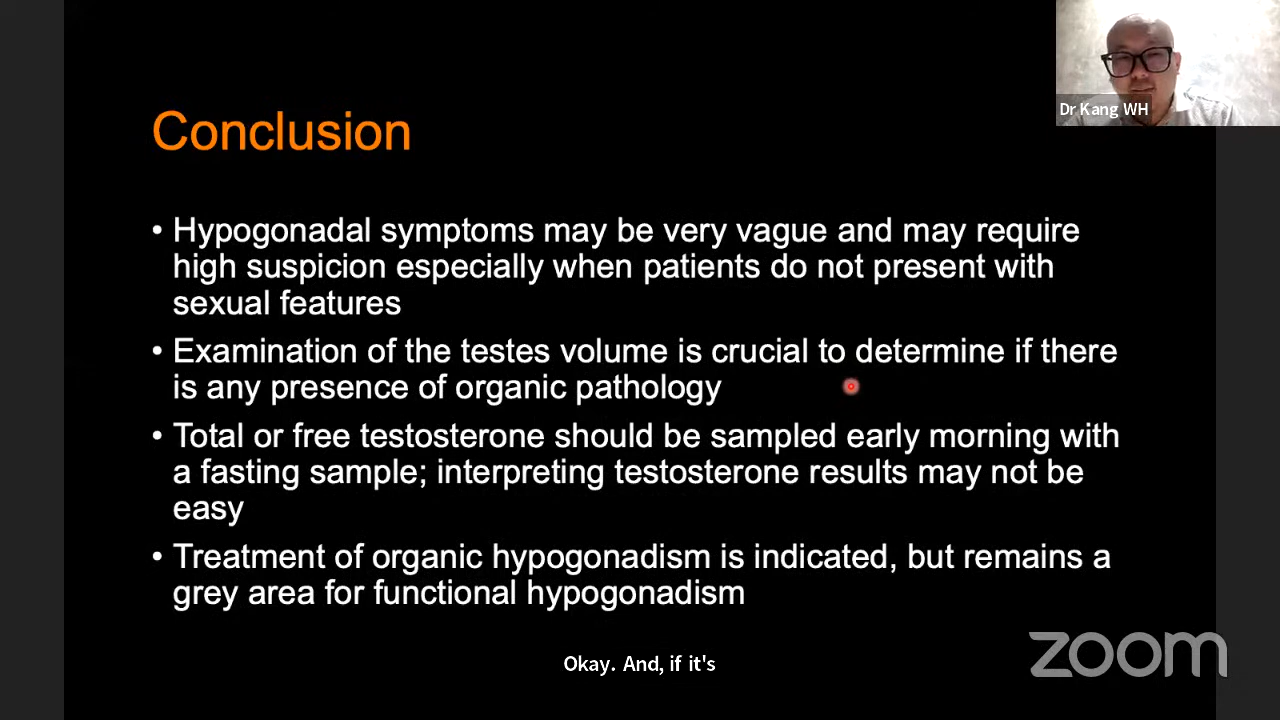 Dr Kang WH
Conclusion
• Hypogonadal symptoms may be very vague and may require
high suspicion especially when patients do not present with
sexual features
• Examination of the testes volume is crucial to determine if there
is any presence of organic pathology
• Total or free testosterone should be sampled early morning with
a fasting sample; interpreting testosterone results may not be
easy
• Treatment of organic hypogonadism is indicated, but remains a
grey area for functional hypogonadism
Okay. And, if it's
zoom